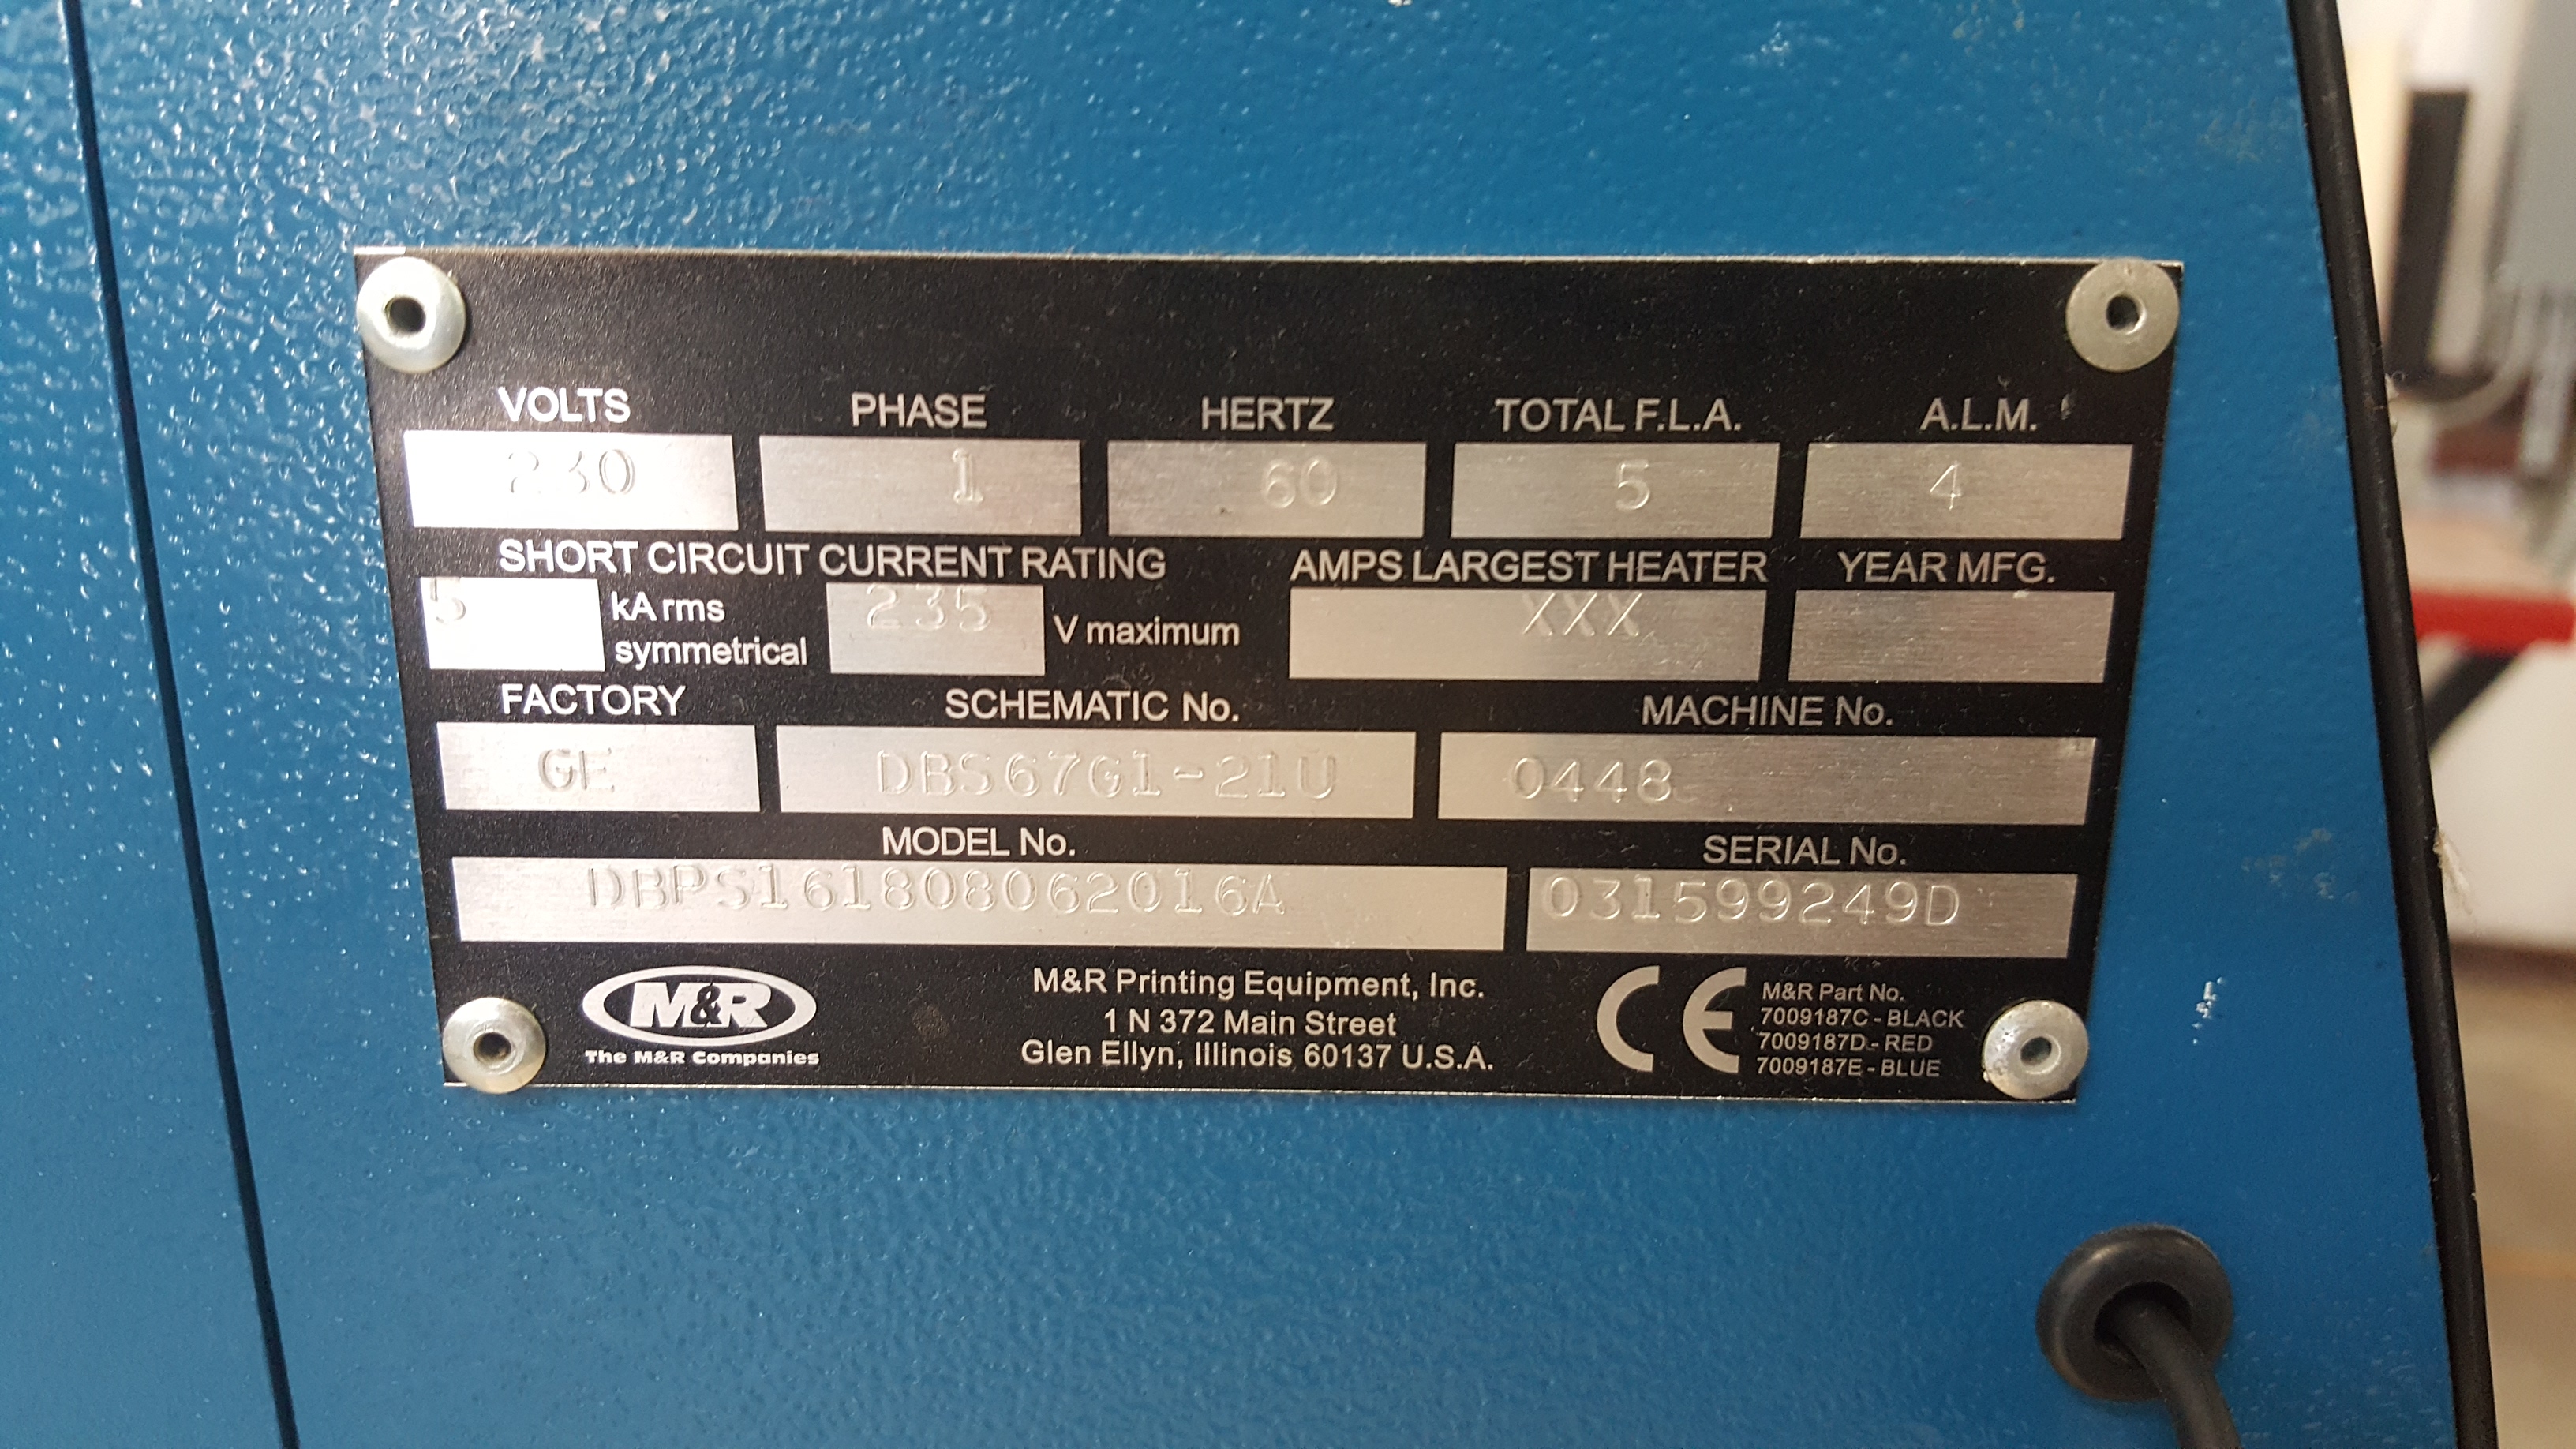 VOLTS PHASE HERTZ TOTAL F.L.A. A.L.M.
230 1 60 5 4
SHORT CIRCUIT CURRENT RATING AMPS LARGEST HEATER YEAR MFG.
5 kA rms symmetrical 235 V maximum XXX
FACTORY SCHEMATIC No. MACHINE No.
GE DBS67G1-21U 0448
MODEL No. SERIAL No.
DBPS161808062016A 031599249D
M&R
The M&R Companies
M&R Printing Equipment, Inc.
1 N 372 Main Street
Glen Ellyn, Illinois 60137 U.S.A.
CE
M&R Part No.
7009187C - BLACK
7009187D - RED
7009187E - BLUE